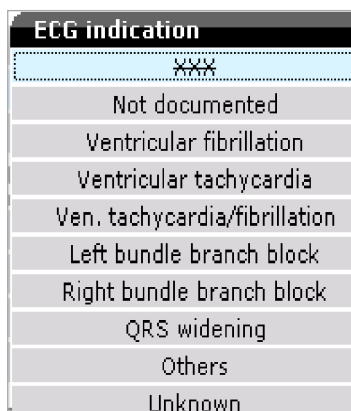 ECG indication
XXX
Not documented
Ventricular fibrillation
Ventricular tachycardia
Ven. tachycardia/fibrillation
Left bundle branch block
Right bundle branch block
QRS widening
Others
Unknown